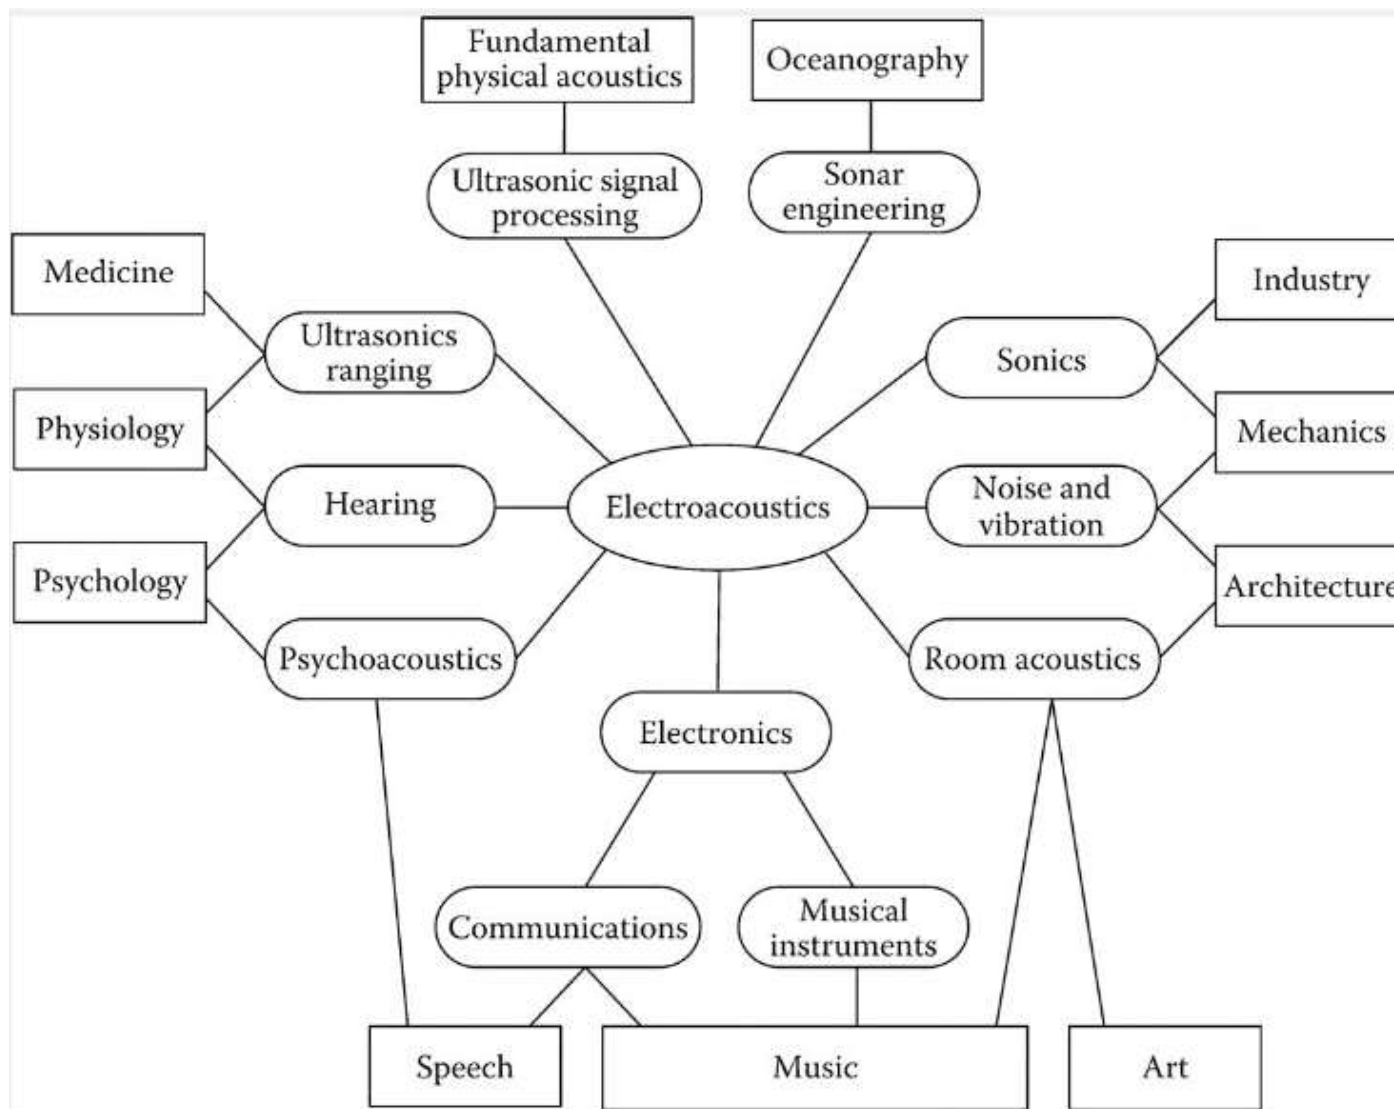 Fundamental
physical acoustics
Oceanography
Ultrasonic signal
processing
Sonar
engineering
Medicine
Industry
Ultrasonics
ranging
Sonics
Physiology
Mechanics
Hearing
Electroacoustics
Noise and
vibration
Psychology
Architecture
Psychoacoustics
Room acoustics
Electronics
Communications
Musical
instruments
Speech
Music
Art